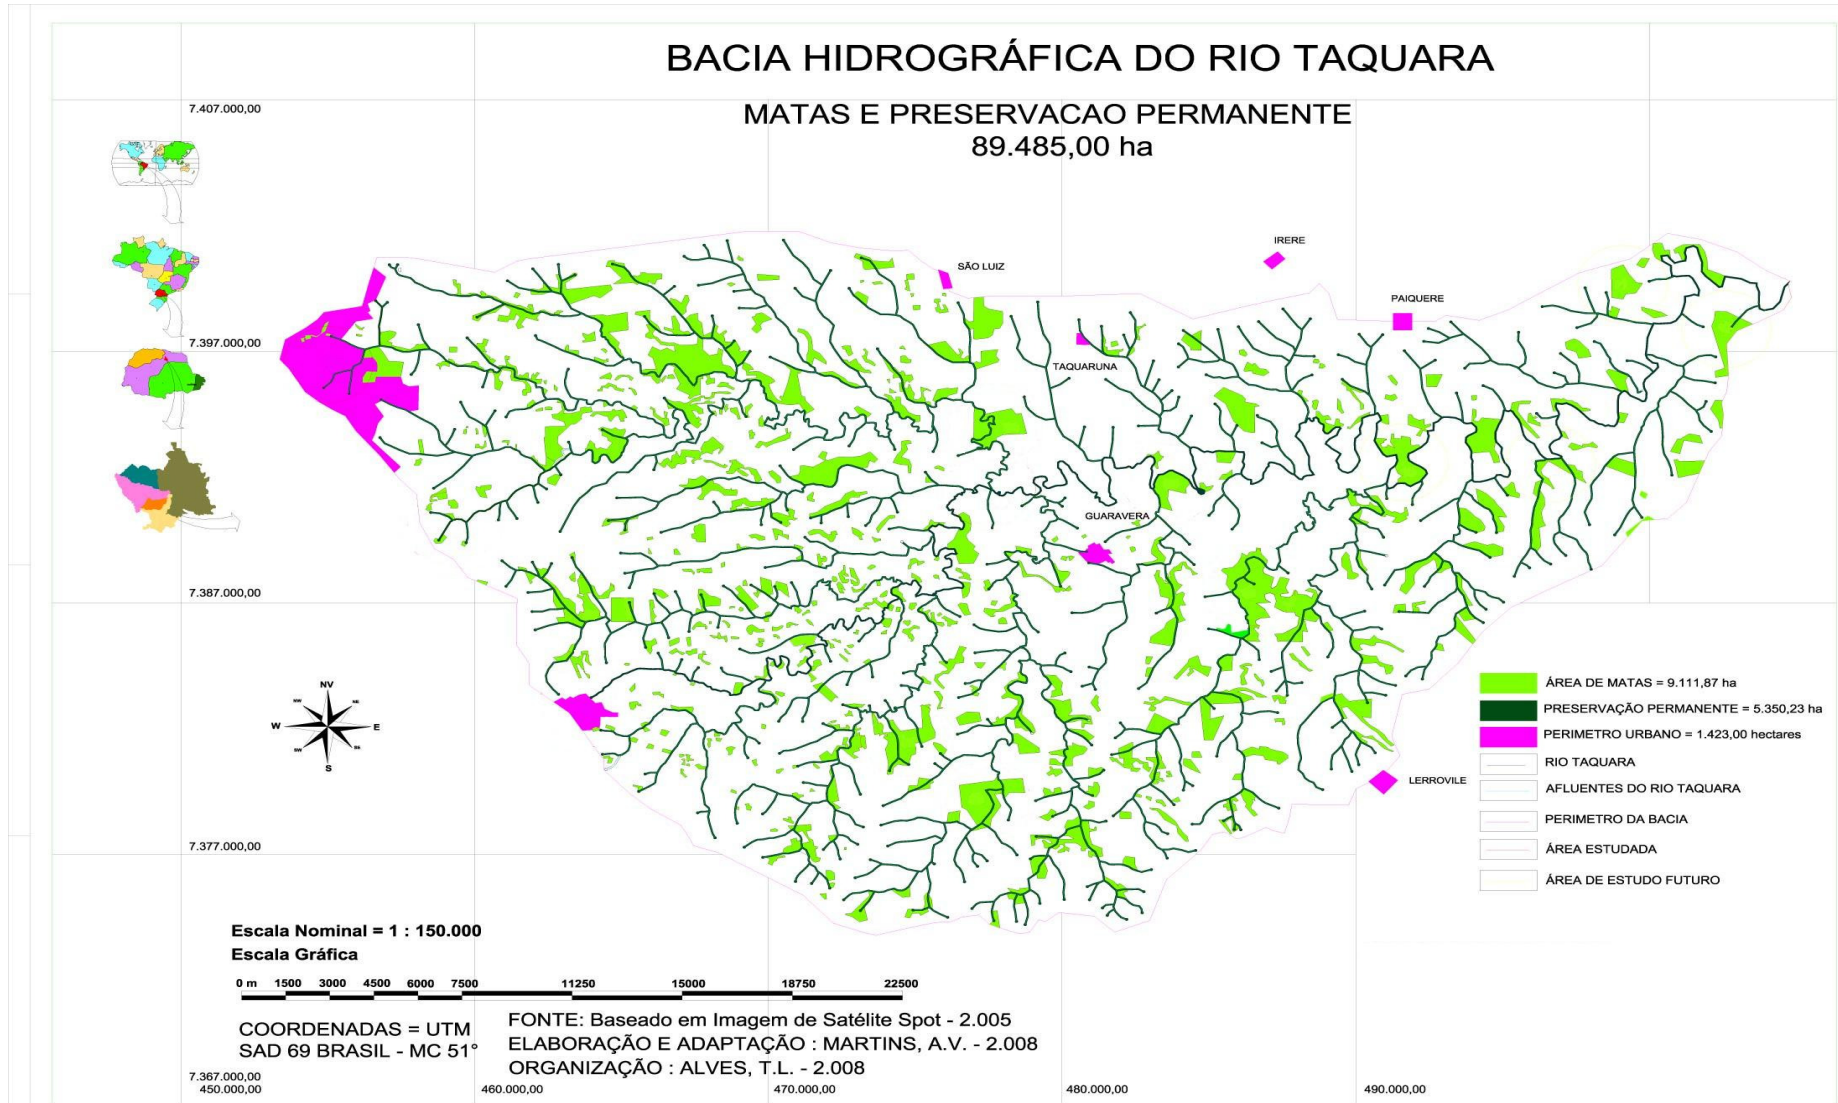 BACIA HIDROGRÁFICA DO RIO TAQUARA
MATAS E PRESERVACAO PERMANENTE
89.485,00 ha
7.407.000,00
7.397.000,00
7.387.000,00
7.377.000,00
7.367.000,00
450.000,00
460.000,00
470.000,00
480.000,00
490.000,00
SÃO LUIZ
IRERE
PAIQUERE
TAQUARUNA
GUARAVERA
LERROVILE
NV
NE
E
SE
S
SW
W
NW
ÁREA DE MATAS = 9.111,87 ha
PRESERVAÇÃO PERMANENTE = 5.350,23 ha
PERIMETRO URBANO = 1.423,00 hectares
RIO TAQUARA
AFLUENTES DO RIO TAQUARA
PERIMETRO DA BACIA
ÁREA ESTUDADA
ÁREA DE ESTUDO FUTURO
Escala Nominal = 1 : 150.000
Escala Gráfica
0 m 1500 3000 4500 6000 7500 11250 15000 18750 22500
COORDENADAS = UTM
SAD 69 BRASIL - MC 51°
FONTE: Baseado em Imagem de Satélite Spot - 2.005
ELABORAÇÃO E ADAPTAÇÃO : MARTINS, A.V. - 2.008
ORGANIZAÇÃO : ALVES, T.L. - 2.008